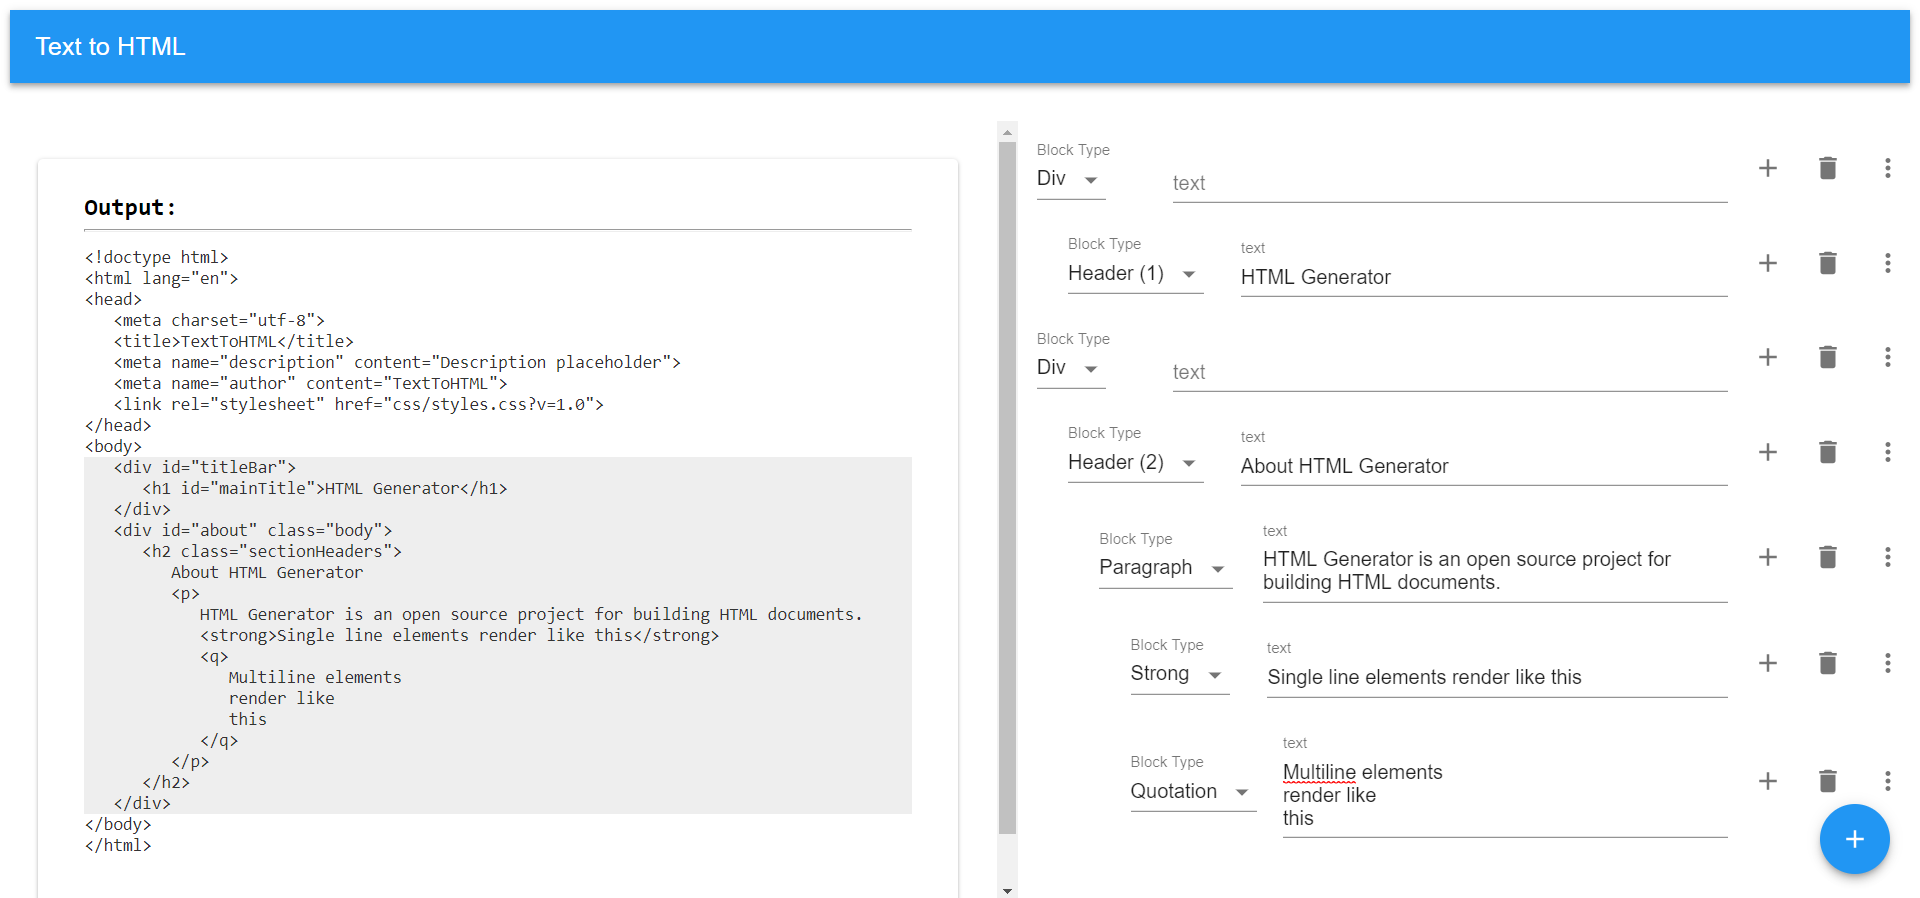 Text to HTML
Output:
<!doctype html>
<html lang="en">
<head>
<meta charset="utf-8">
<title>TextToHTML</title>
<meta name="description" content="Description placeholder">
<meta name="author" content="TextToHTML">
<link rel="stylesheet" href="css/styles.css?v=1.0">
</head>
<body>
<div id="titleBar">
<h1 id="mainTitle">HTML Generator</h1>
</div>
<div id="about" class="body">
<h2 class="sectionHeaders">
About HTML Generator
<p>
HTML Generator is an open source project for building HTML documents.
<strong>Single line elements render like this</strong>
<q>
Multiline elements
render like
this
</q>
</p>
</h2>
</div>
</body>
</html>
Block Type
Div
text
Block Type
Header (1)
text
HTML Generator
Block Type
Div
text
Block Type
Header (2)
text
About HTML Generator
Block Type
Paragraph
text
HTML Generator is an open source project for
building HTML documents.
Block Type
Strong
text
Single line elements render like this
Block Type
Quotation
text
Multiline elements
render like
this